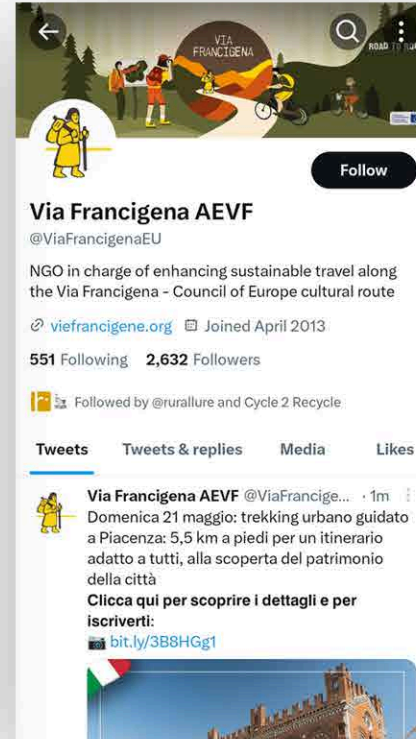 VIA
FRANCIGENA
ROAD TO
Follow
Via Francigena AEVF
@ViaFrancigenaEU
NGO in charge of enhancing sustainable travel along
the Via Francigena - Council of Europe cultural route
viefrancigene.org Joined April 2013
551 Following 2,632 Followers
Followed by @rurallure and Cycle 2 Recycle
Tweets Tweets & replies Media Likes
Via Francigena AEVF @ViaFrancige... · 1m
Domenica 21 maggio: trekking urbano guidato
a Piacenza: 5,5 km a piedi per un itinerario
adatto a tutti, alla scoperta del patrimonio
della città
Clicca qui per scoprire i dettagli e per
iscriverti:
bit.ly/3B8HGg1